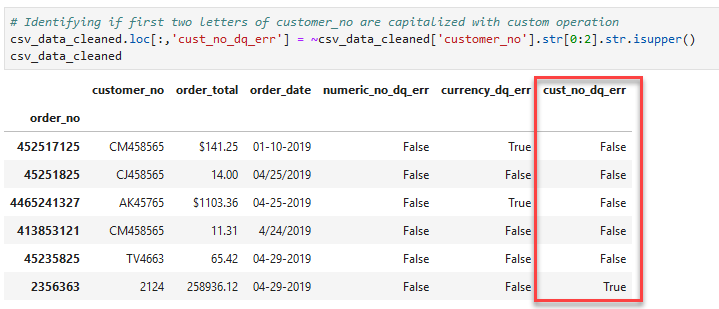 # Identifying if first two letters of customer_no are capitalized with custom operation
csv_data_cleaned.loc[:,'cust_no_dq_err'] = ~csv_data_cleaned['customer_no'].str[0:2].str.isupper()
csv_data_cleaned
customer_no order_total order_date numeric_no_dq_err currency_dq_err cust_no_dq_err
order_no
452517125 CM458565 $141.25 01-10-2019 False True False
45251825 CJ458565 14.00 04/25/2019 False False False
4465241327 AK45765 $1103.36 04-25-2019 False True False
413853121 CM458565 11.31 4/24/2019 False False False
45235825 TV4663 65.42 04-29-2019 False False False
2356363 2124 258936.12 04-29-2019 False False True